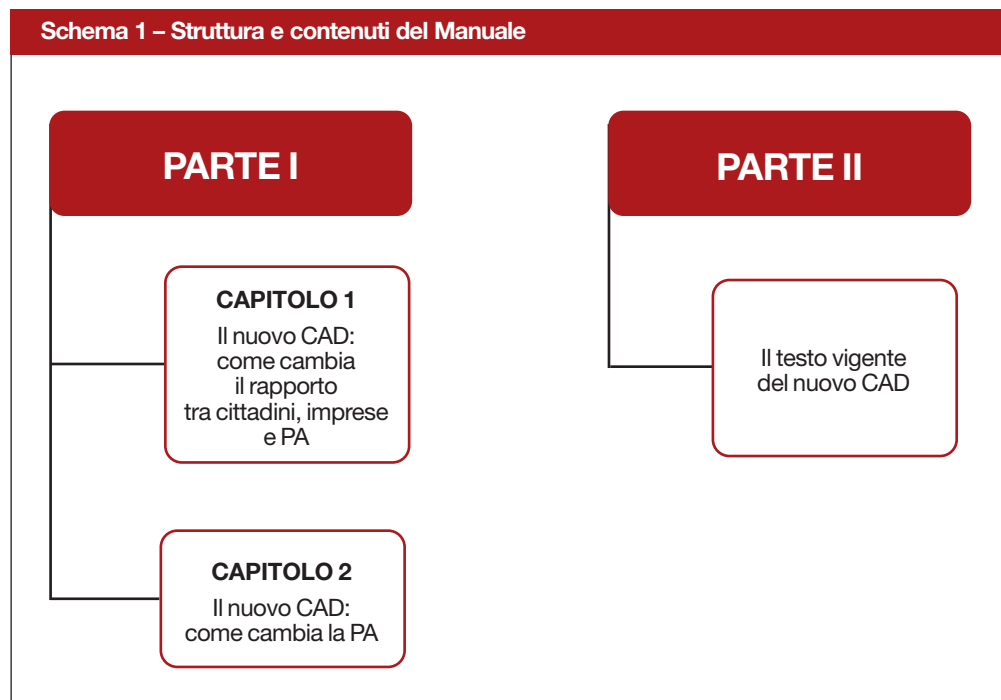 Schema 1 – Struttura e contenuti del Manuale
PARTE I
CAPITOLO 1
Il nuovo CAD:
come cambia
il rapporto
tra cittadini, imprese
e PA
CAPITOLO 2
Il nuovo CAD:
come cambia la PA
PARTE II
Il testo vigente
del nuovo CAD